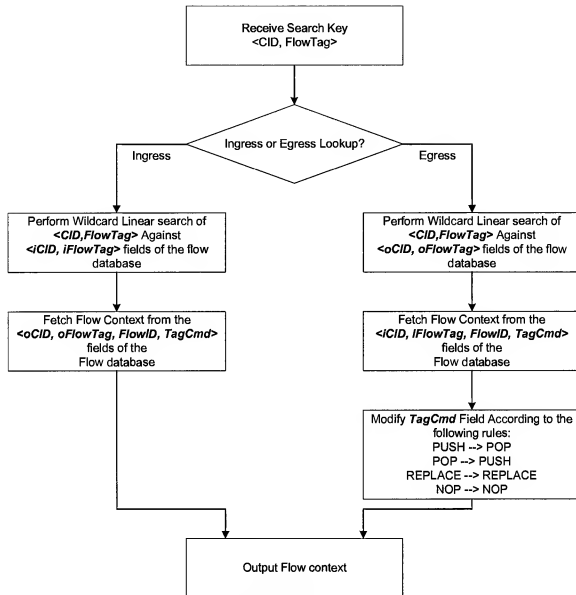 Receive Search Key
<CID, FlowTag>
Ingress or Egress Lookup?
Ingress
Egress
Perform Wildcard Linear search of
<CID,FlowTag> Against
<iCID, iFlowTag> fields of the flow
database
Perform Wildcard Linear search of
<CID,FlowTag> Against
<oCID, oFlowTag> fields of the flow
database
Fetch Flow Context from the
<oCID, oFlowTag, FlowID, TagCmd>
fields of the
Flow database
Fetch Flow Context from the
<iCID, iFlowTag, FlowID, TagCmd>
fields of the
Flow database
Modify TagCmd Field According to the
following rules:
PUSH --> POP
POP --> PUSH
REPLACE --> REPLACE
NOP --> NOP
Output Flow context